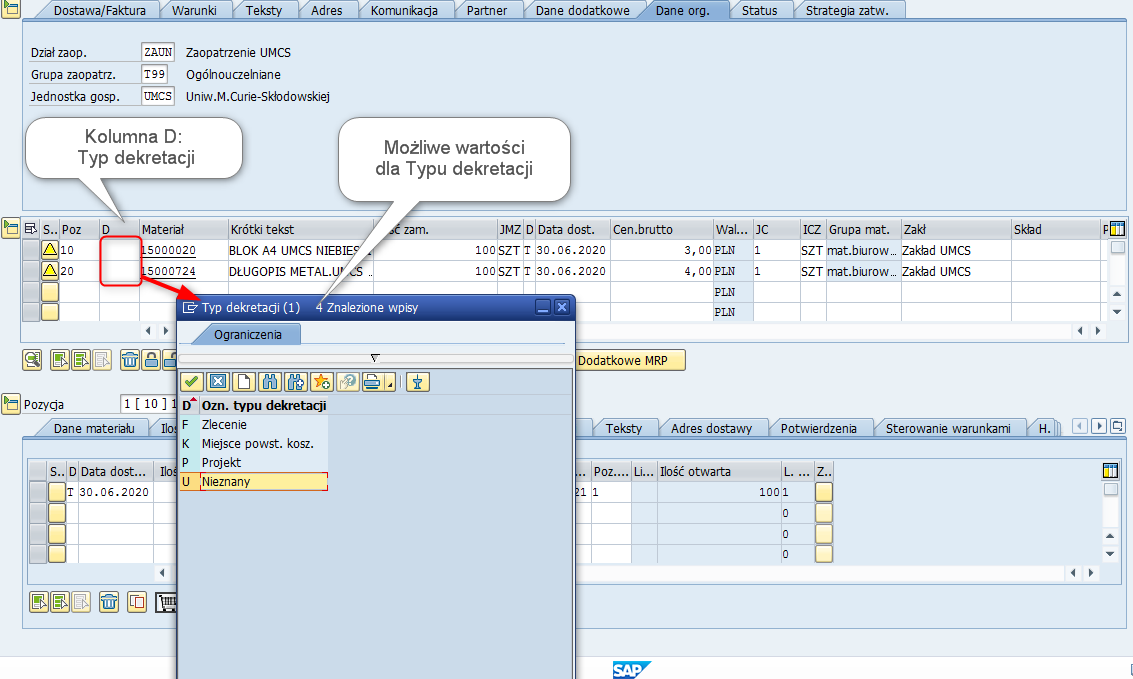 Dostawa/Faktura Warunki Teksty Adres Komunikacja Partner Dane dodatkowe Dane org. Status Strategia zatw.
Dział zaop. ZAUN Zaopatrzenie UMCS
Grupa zaopatrz. T99 Ogólnouczelniane
Jednostka gosp. UMCS Uniw.M.Curie-Skłodowskiej
Kolumna D:
Typ dekretacji
Możliwe wartości
dla Typu dekretacji
S.. Poz D Materiał Krótki tekst zam. JMZ D Data dost. Cen.brutto Wal... JC ICZ Grupa mat. Zakł Skład
10 15000020 BLOK A4 UMCS NIEBIES 100 SZT T 30.06.2020 3,00 PLN 1 SZT mat.biurow... Zakład UMCS
20 15000724 DŁUGOPIS METAL.UMCS .. 100 SZT T 30.06.2020 4,00 PLN 1 SZT mat.biurow... Zakład UMCS
PLN
PLN
Typ dekretacji (1) 4 Znalezione wpisy
Ograniczenia
Dodatkowe MRP
D Ozn. typu dekretacji
F Zlecenie
K Miejsce powst. kosz.
P Projekt
U Nieznany
Pozycja 1 [ 10 ] 1
Dane materiału Teksty Adres dostawy Potwierdzenia Sterowanie warunkami H.
S.. D Data dost... Poz.... Li... Ilość otwarta L. ... Z..
T 30.06.2020 21 1 100 1
0
0
0
SAP